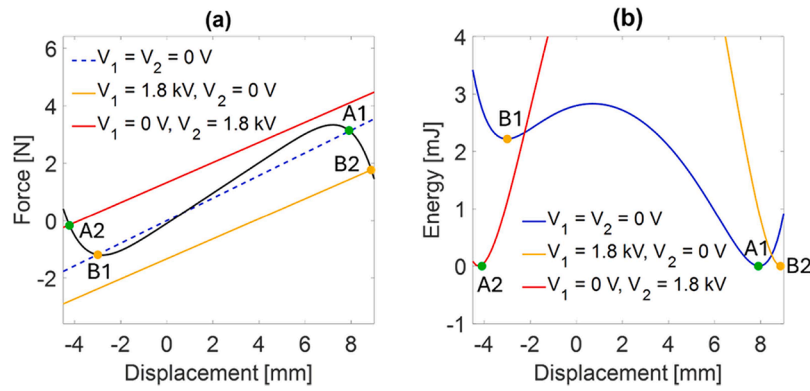 (a)
V1 = V2 = 0 V
V1 = 1.8 kV, V2 = 0 V
V1 = 0 V, V2 = 1.8 kV
A1
B2
A2
B1
6
4
2
0
-2
Force [N]
-4 -2 0 2 4 6 8
Displacement [mm]
(b)
B1
A1
A2
B2
V1 = V2 = 0 V
V1 = 1.8 kV, V2 = 0 V
V1 = 0 V, V2 = 1.8 kV
4
3
2
1
0
-1
Energy [mJ]
-4 -2 0 2 4 6 8
Displacement [mm]